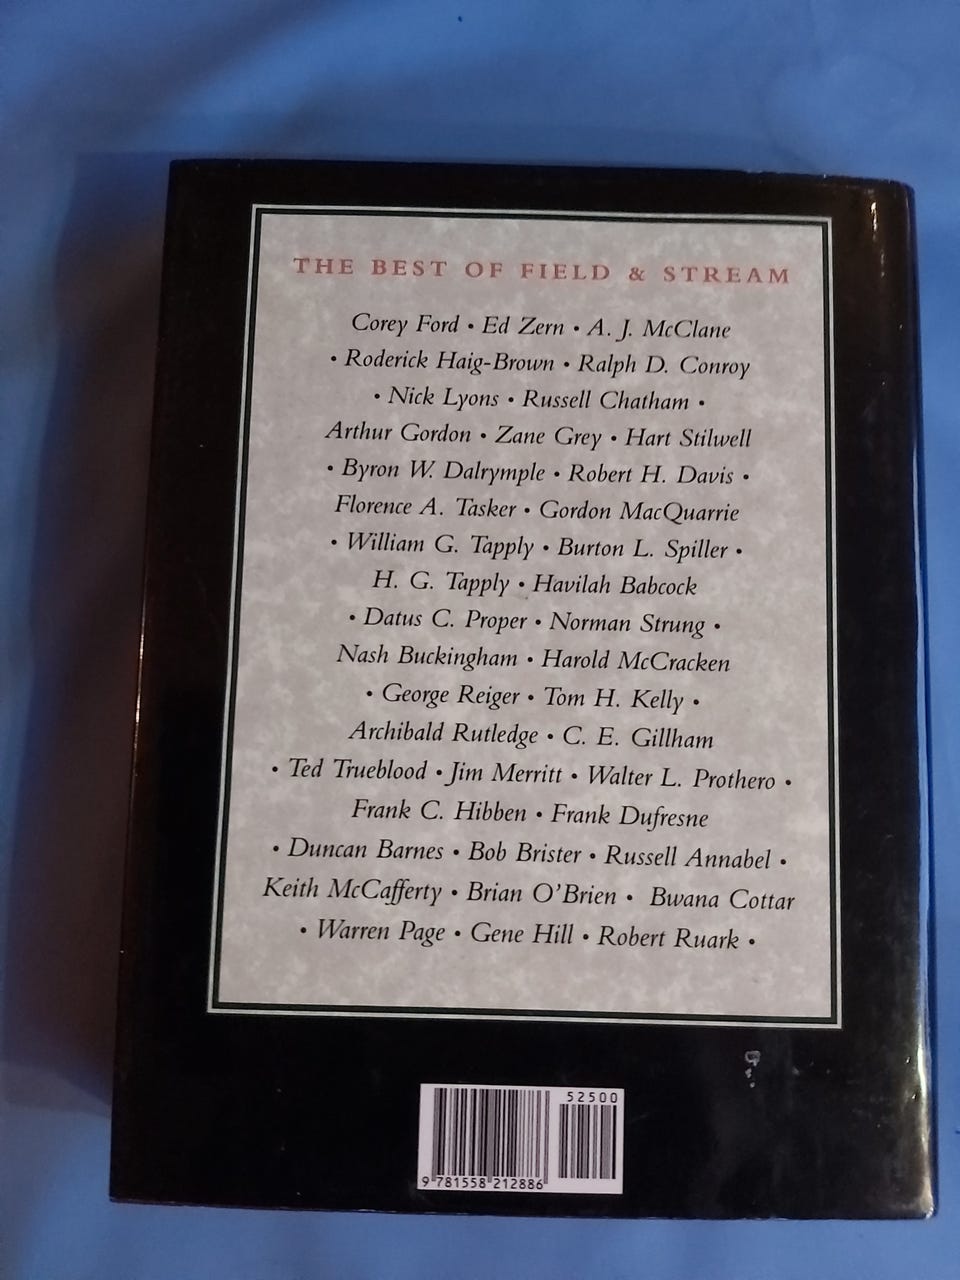 THE BEST OF FIELD & STREAM
Corey Ford • Ed Zern • A. J. McClane
• Roderick Haig-Brown • Ralph D. Conroy
• Nick Lyons • Russell Chatham •
Arthur Gordon • Zane Grey • Hart Stilwell
• Byron W. Dalrymple • Robert H. Davis •
Florence A. Tasker • Gordon MacQuarrie
• William G. Tapply • Burton L. Spiller •
H. G. Tapply • Havilah Babcock
• Datus C. Proper • Norman Strung •
Nash Buckingham • Harold McCracken
• George Reiger • Tom H. Kelly •
Archibald Rutledge • C. E. Gillham
• Ted Trueblood • Jim Merritt • Walter L. Prothero •
Frank C. Hibben • Frank Dufresne
• Duncan Barnes • Bob Brister • Russell Annabel •
Keith McCafferty • Brian O'Brien • Bwana Cottar
• Warren Page • Gene Hill • Robert Ruark •
52500
9 781558 212886